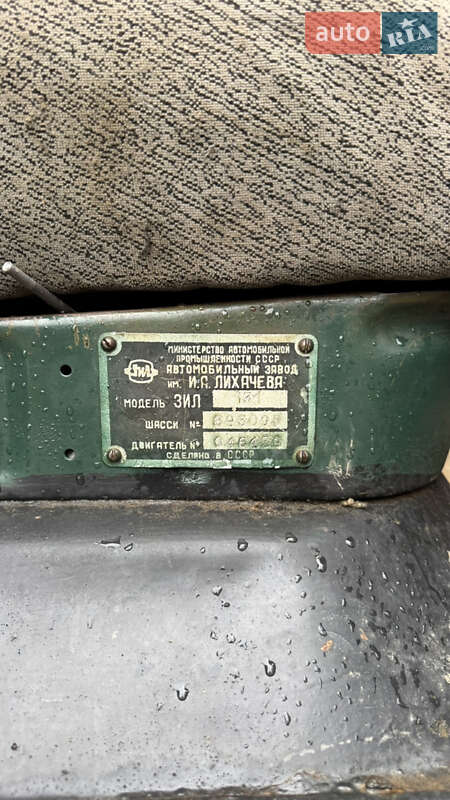 auto RIA
.com
ЗИЛ
МИНИСТЕРСТВО АВТОМОБИЛЬНОЙ
ПРОМЫШЛЕННОСТИ СССР
АВТОМОБИЛЬНЫЙ ЗАВОД
ИМ. И.А. ЛИХАЧЕВА
МОДЕЛЬ ЗИЛ 131
ШАССИ №
ДВИГАТЕЛЬ №
СДЕЛАНО В СССР